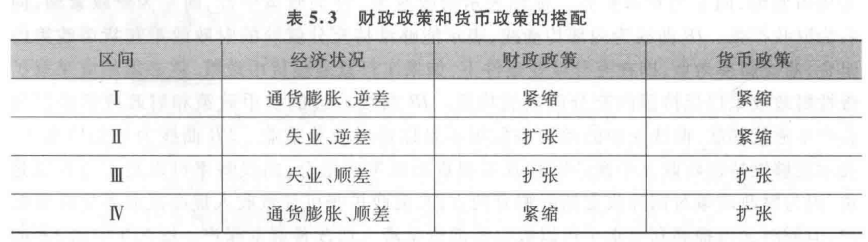 表 5.3 财政政策和货币政策的搭配
区间 经济状况 财政政策 货币政策
Ⅰ 通货膨胀、逆差 紧缩 紧缩
Ⅱ 失业、逆差 扩张 紧缩
Ⅲ 失业、顺差 扩张 扩张
Ⅳ 通货膨胀、顺差 紧缩 扩张